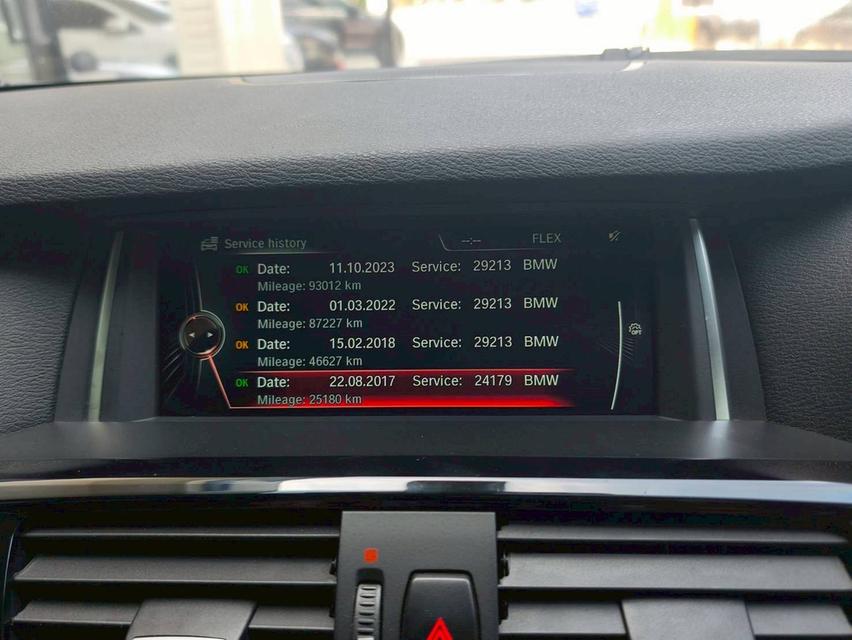 Service history --:-- FLEX
OK Date: 11.10.2023 Service: 29213 BMW
Mileage: 93012 km
OK Date: 01.03.2022 Service: 29213 BMW
Mileage: 87227 km
OK Date: 15.02.2018 Service: 29213 BMW
Mileage: 46627 km
OK Date: 22.08.2017 Service: 24179 BMW
Mileage: 25180 km
OPT